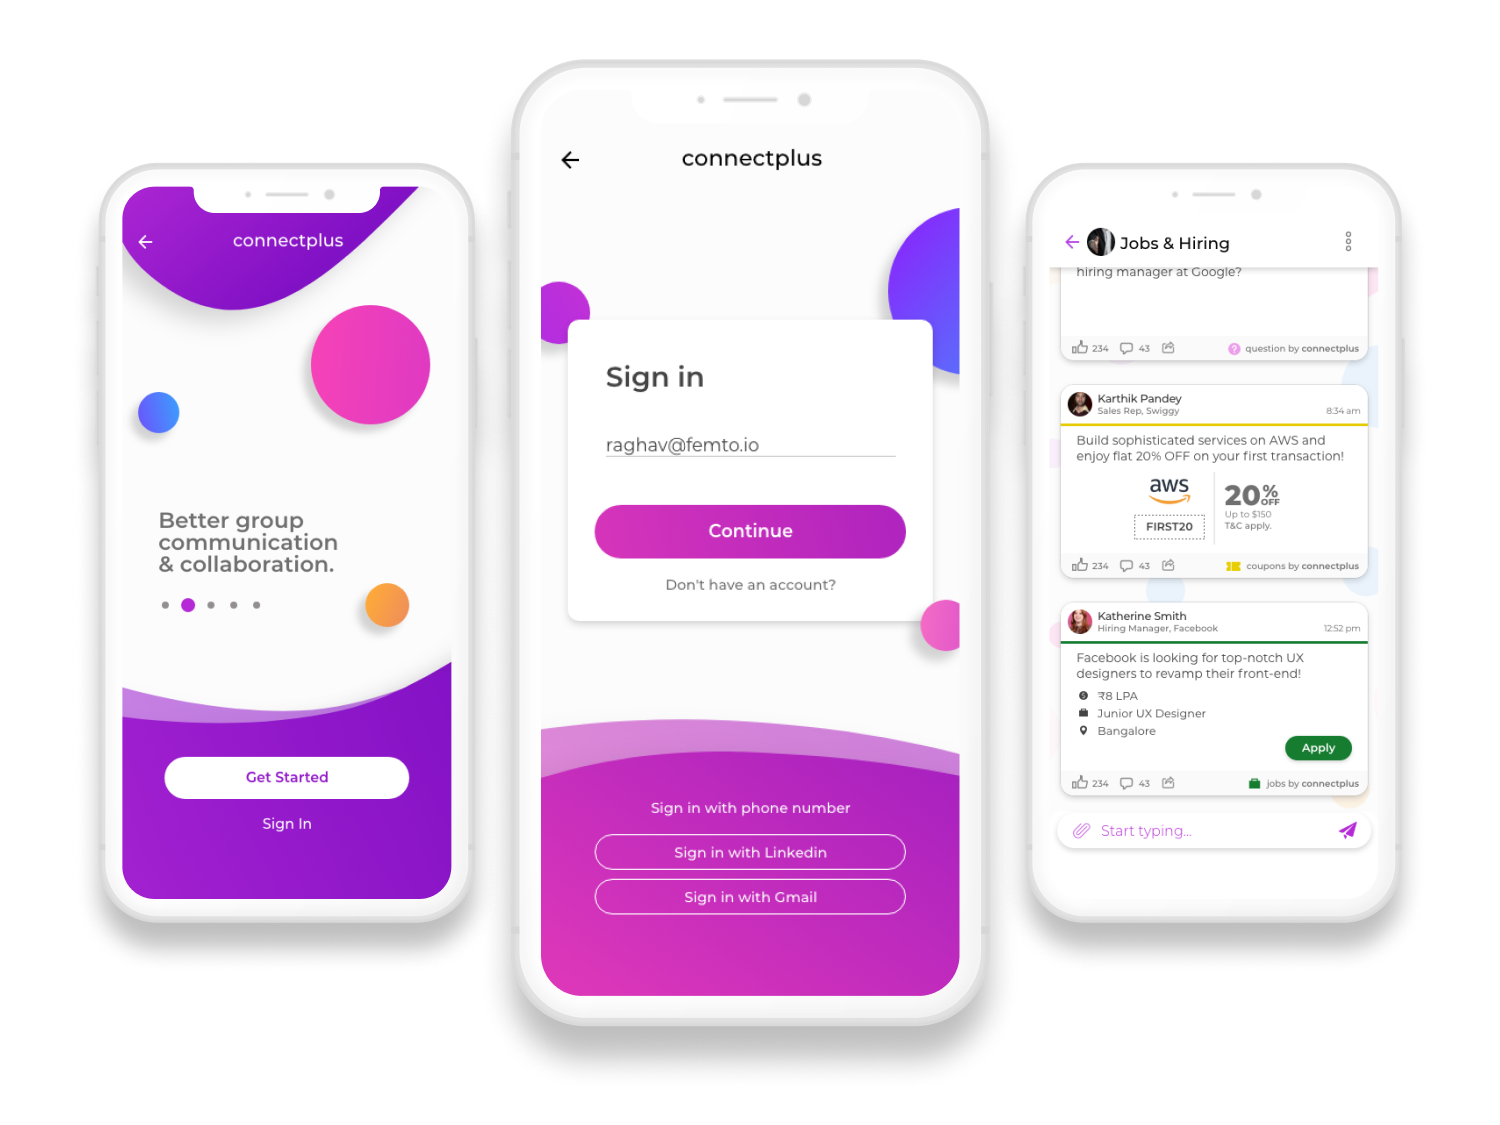 connectplus
Better group
communication
& collaboration.
Get Started
Sign In
connectplus
Sign in
raghav@femto.io
Continue
Don't have an account?
Sign in with phone number
Sign in with Linkedin
Sign in with Gmail
Jobs & Hiring
hiring manager at Google?
234 43 ? question by connectplus
Karthik Pandey
Sales Rep, Swiggy 8:34 am
Build sophisticated services on AWS and
enjoy flat 20% OFF on your first transaction!
aws
FIRST20
20% OFF
Up to $150
T&C apply.
234 43 coupons by connectplus
Katherine Smith
Hiring Manager, Facebook 12:52 pm
Facebook is looking for top-notch UX
designers to revamp their front-end!
$ ₹8 LPA
Junior UX Designer
Bangalore
Apply
234 43 jobs by connectplus
Start typing...